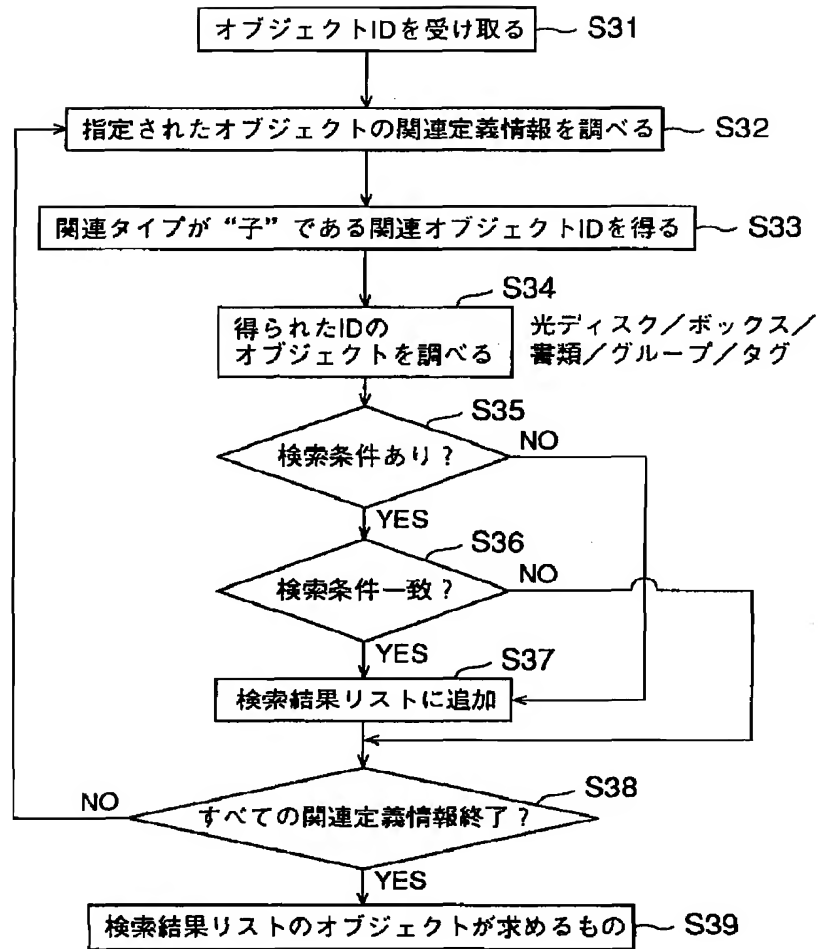 オブジェクトIDを受け取る S31
指定されたオブジェクトの関連定義情報を調べる S32
関連タイプが“子”である関連オブジェクトIDを得る S33
S34
得られたIDの
オブジェクトを調べる
光ディスク／ボックス／
書類／グループ／タグ
S35
検索条件あり？ NO
YES
S36
検索条件一致？ NO
YES
S37
検索結果リストに追加
S38
NO すべての関連定義情報終了？
YES
検索結果リストのオブジェクトが求めるもの S39